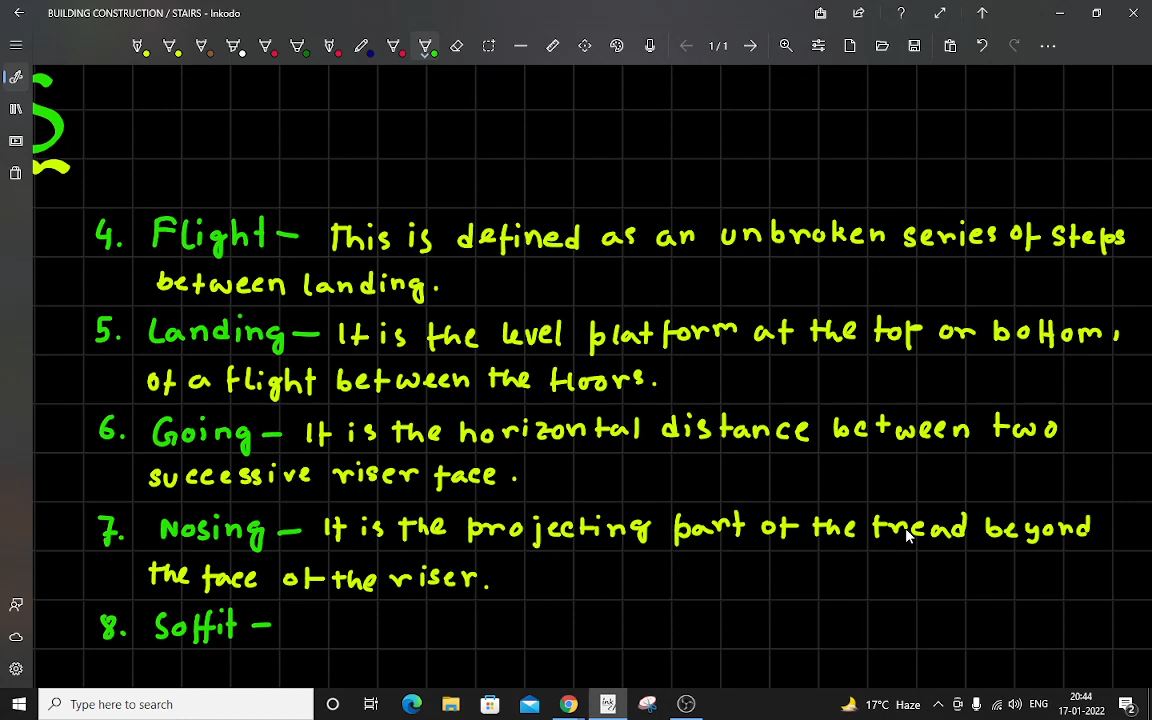 BUILDING CONSTRUCTION / STAIRS - Inkodo
1/1
S
4. Flight - This is defined as an unbroken series of steps
between landing.
5. Landing - It is the level platform at the top or bottom,
of a flight between the floors.
6. Going - It is the horizontal distance between two
successive riser face.
7. Nosing - It is the projecting part of the tread beyond
the face of the riser.
8. Soffit -
Type here to search
ink
17°C Haze
ENG
20:44
17-01-2022
2